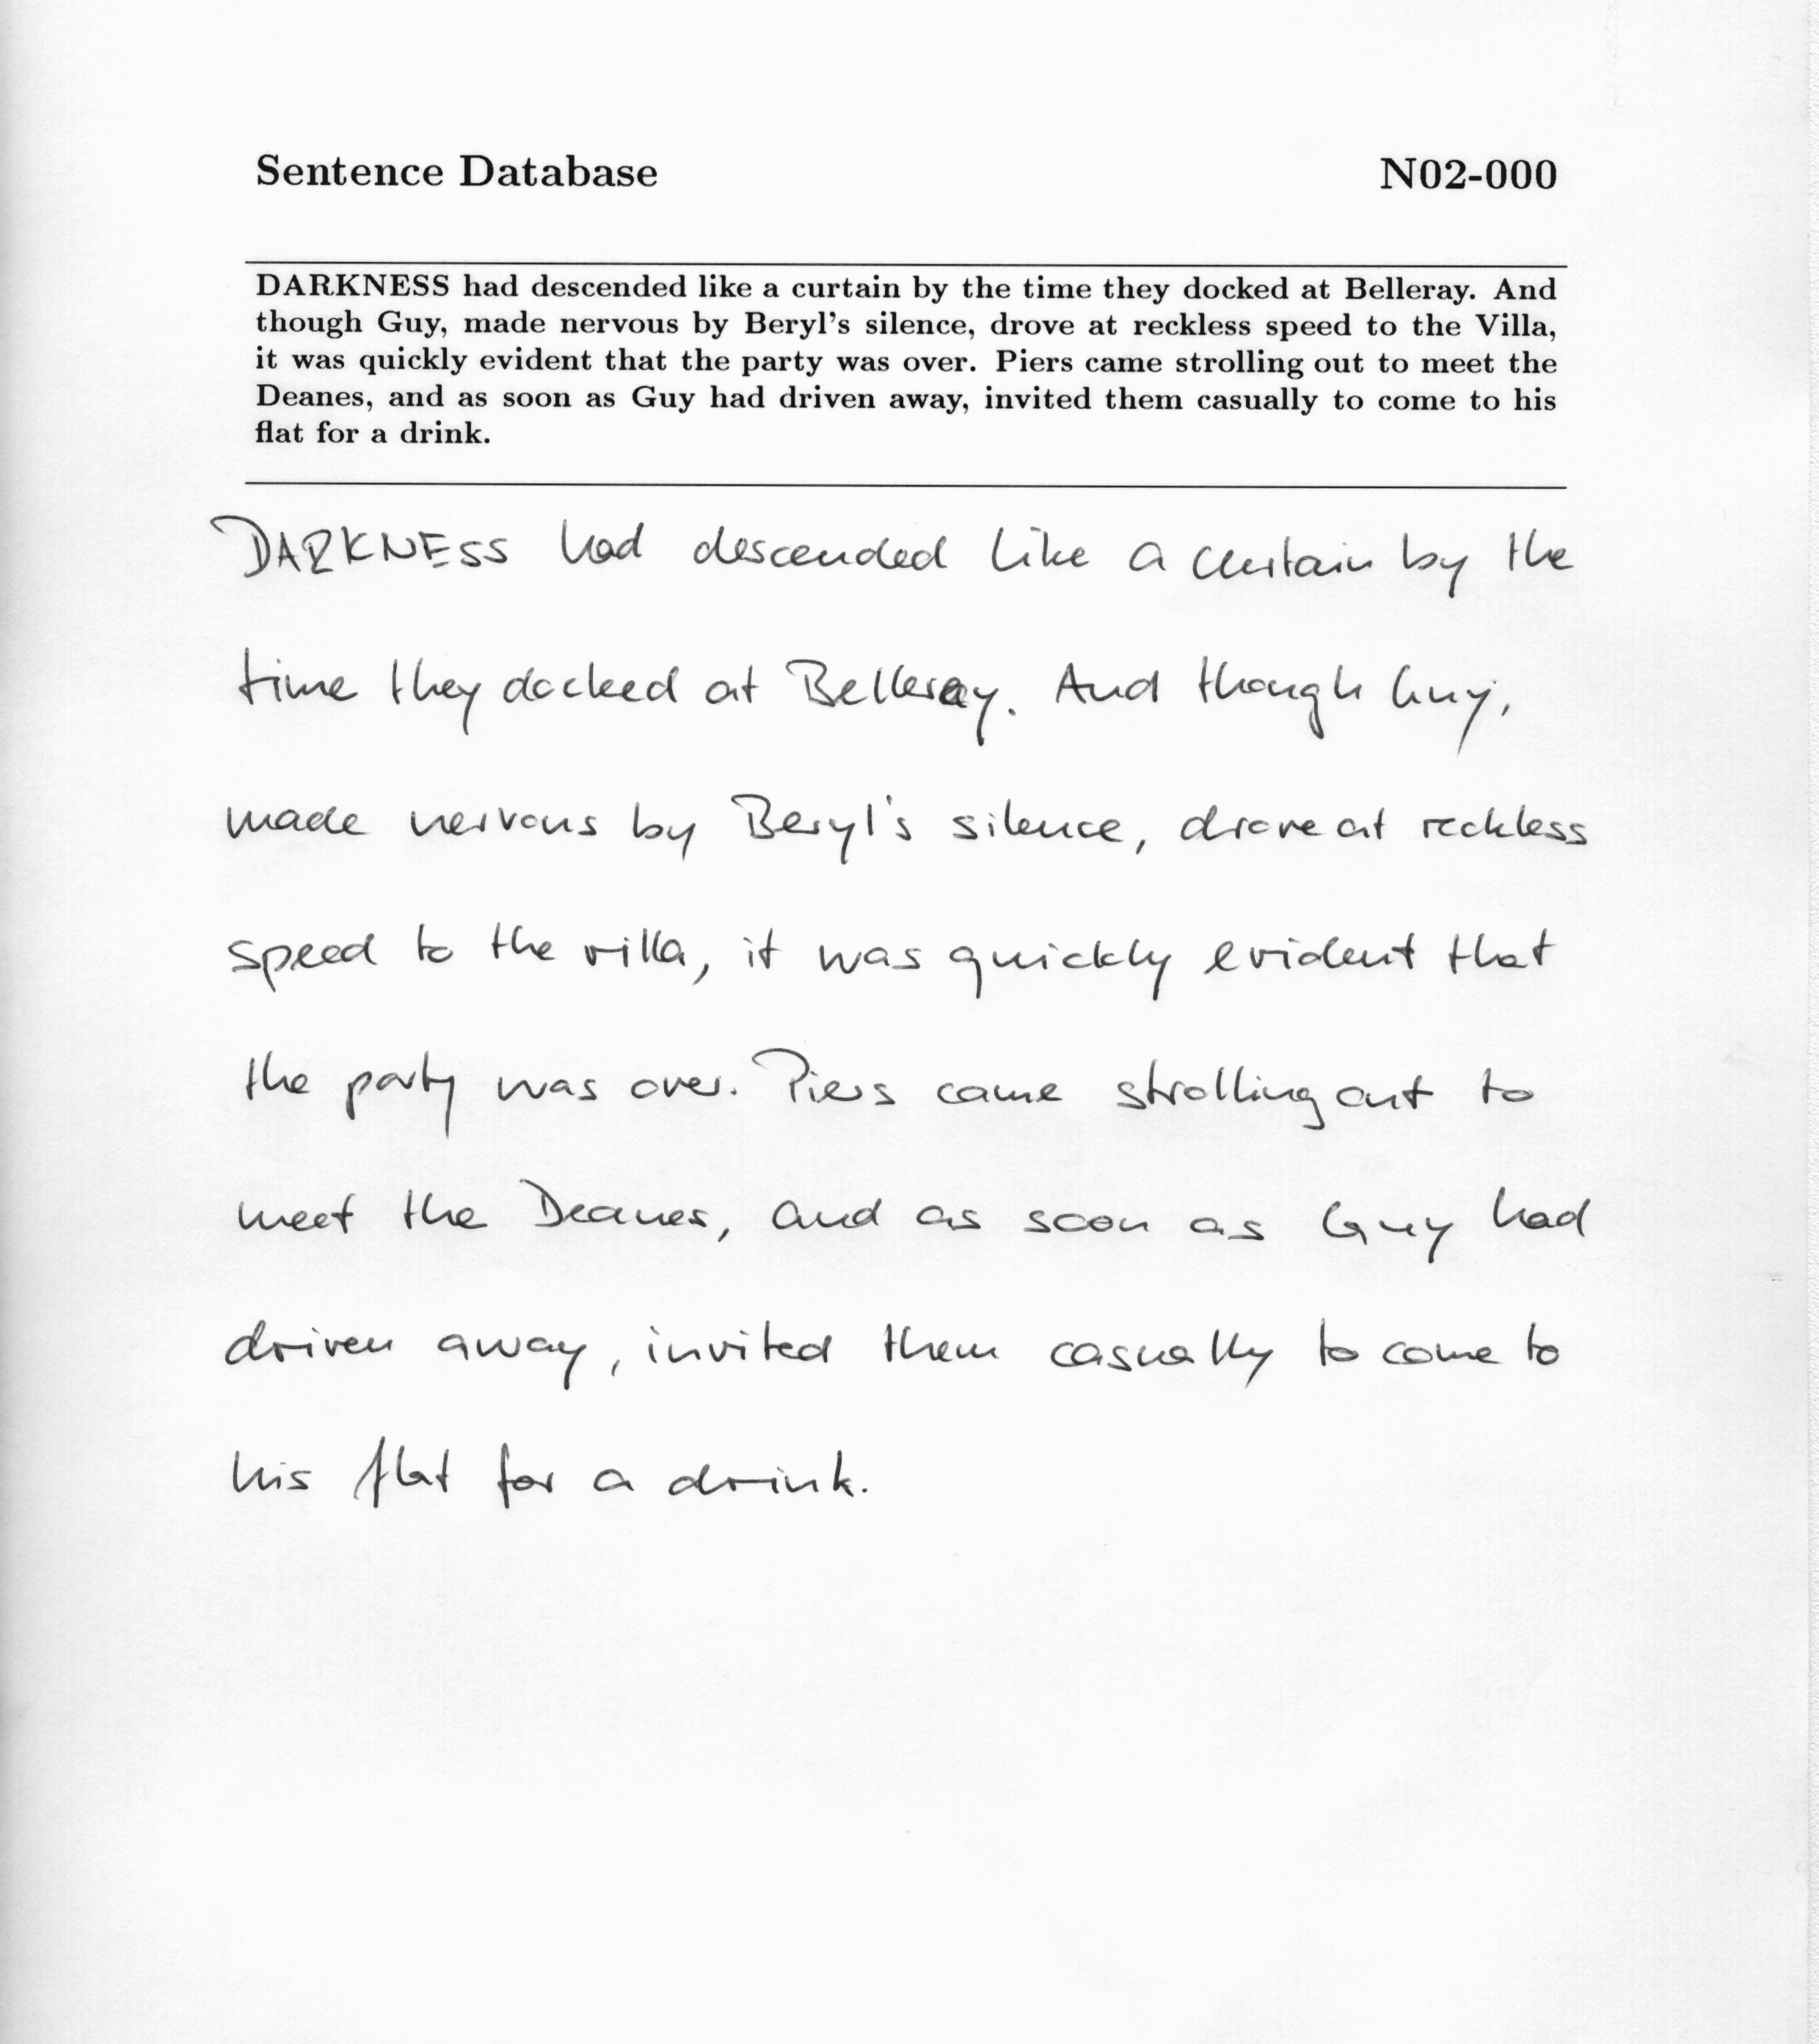 Sentence Database N02-000
DARKNESS had descended like a curtain by the time they docked at Belleray. And
though Guy, made nervous by Beryl's silence, drove at reckless speed to the Villa,
it was quickly evident that the party was over. Piers came strolling out to meet the
Deanes, and as soon as Guy had driven away, invited them casually to come to his
flat for a drink.
DARKNESS had descended like a curtain by the
time they docked at Belleray. And though Guy,
made nervous by Beryl's silence, drove at reckless
speed to the villa, it was quickly evident that
the party was over. Piers came strolling out to
meet the Deanes, and as soon as Guy had
driven away, invited them casually to come to
his flat for a drink.